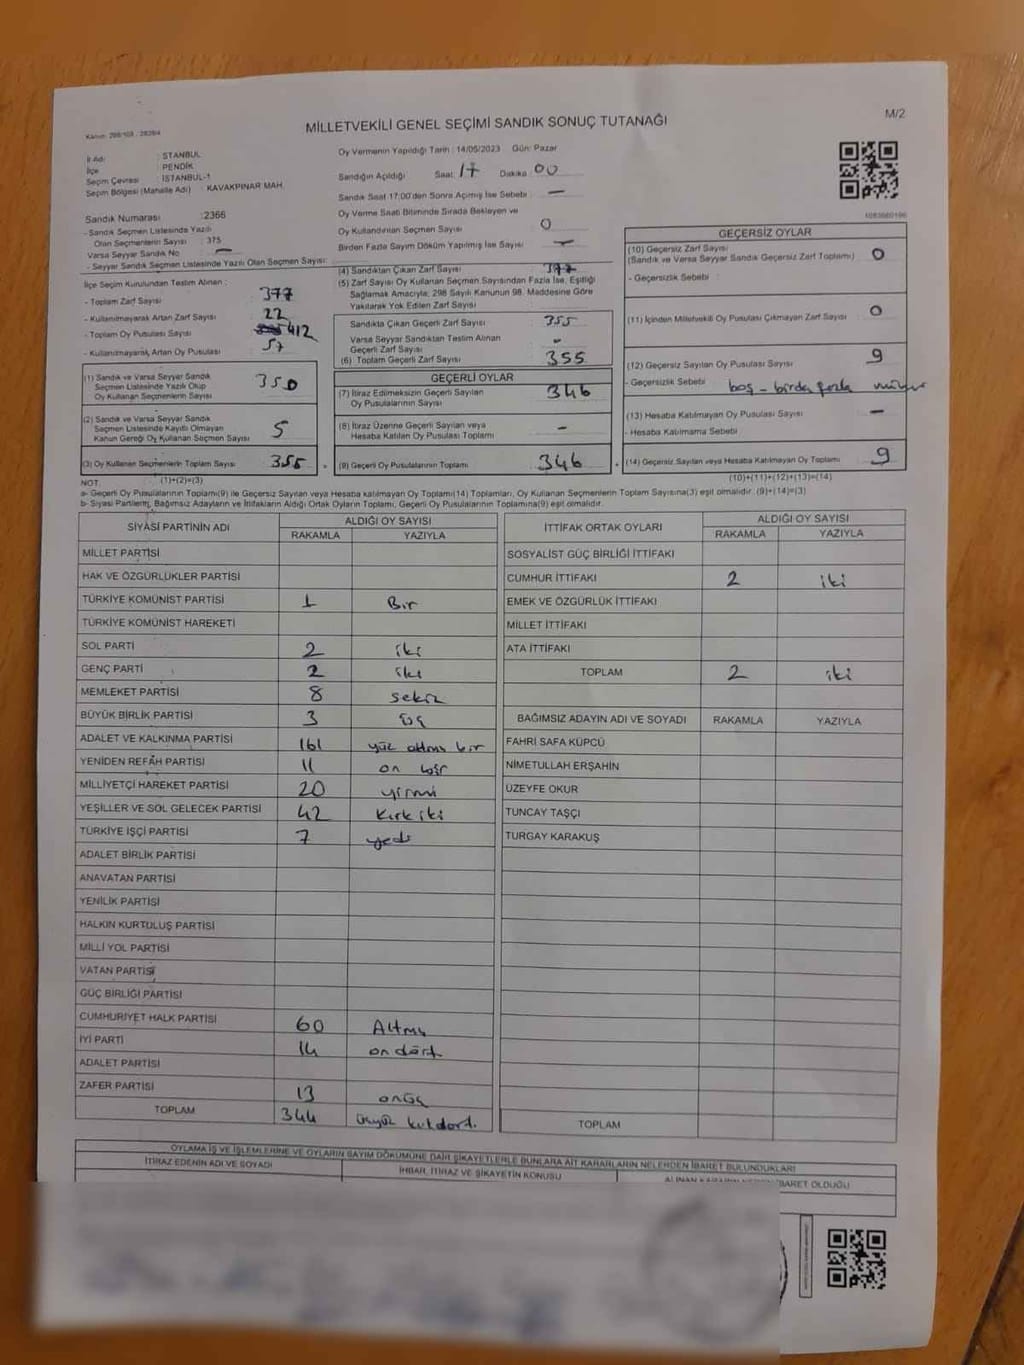 M/2
Kanun: 298/105 - 2839/4
MİLLETVEKİLİ GENEL SEÇİMİ SANDIK SONUÇ TUTANAĞI
İl Adı : STANBUL
İlçe : PENDİK
Seçim Çevresi : İSTANBUL-1
Seçim Bölgesi (Mahalle Adı) : KAVAKPINAR MAH.
Oy Vermenin Yapıldığı Tarih : 14/05/2023 Gün: Pazar
Sandığın Açıldığı Saat: 17 Dakika: 00
Sandık Saat 17:00'den Sonra Açılmış İse Sebebi : —
Oy Verme Saati Bitiminde Sırada Bekleyen ve
Oy Kullandırılan Seçmen Sayısı : 0
Birden Fazla Sayım Döküm Yapılmış İse Sayısı : —
Sandık Numarası : 2366
- Sandık Seçmen Listesinde Yazılı
Olan Seçmenlerin Sayısı : 375
Varsa Seyyar Sandık No : —
- Seyyar Sandık Seçmen Listesinde Yazılı Olan Seçmen Sayısı:
İlçe Seçim Kurulundan Teslim Alınan :
- Toplam Zarf Sayısı 377
- Kullanılmayarak Artan Zarf Sayısı : 22
- Toplam Oy Pusulası Sayısı 412
- Kullanılmayarak Artan Oy Pusulası 57
(1) Sandık ve Varsa Seyyar Sandık
Seçmen Listesinde Yazılı Olup
Oy Kullanan Seçmenlerin Sayısı : 350
(2) Sandık ve Varsa Seyyar Sandık
Seçmen Listesinde Kayıtlı Olmayan
Kanun Gereği Oy Kullanan Seçmen Sayısı : 5
(3) Oy Kullanan Seçmenlerin Toplam Sayısı : 355
(1)+(2)=(3)
(4) Sandıktan Çıkan Zarf Sayısı : 377
(5) Zarf Sayısı Oy Kullanan Seçmen Sayısından Fazla İse, Eşitliği
Sağlamak Amacıyla; 298 Sayılı Kanunun 98. Maddesine Göre
Yakılarak Yok Edilen Zarf Sayısı :
Sandıkta Çıkan Geçerli Zarf Sayısı : 355
Varsa Seyyar Sandıktan Teslim Alınan
Geçerli Zarf Sayısı : -
(6) Toplam Geçerli Zarf Sayısı : 355
GEÇERLİ OYLAR
(7) İtiraz Edilmeksizin Geçerli Sayılan
Oy Pusulalarının Sayısı : 346
(8) İtiraz Üzerine Geçerli Sayılan veya
Hesaba Katılan Oy Pusulası Toplamı : -
(9) Geçerli Oy Pusulalarının Toplamı : 346
1083660196
GEÇERSİZ OYLAR
(10) Geçersiz Zarf Sayısı
(Sandık ve Varsa Seyyar Sandık Geçersiz Zarf Toplamı) : 0
- Geçersizlik Sebebi :
(11) İçinden Milletvekili Oy Pusulası Çıkmayan Zarf Sayısı : 0
(12) Geçersiz Sayılan Oy Pusulası Sayısı : 9
- Geçersizlik Sebebi boş - birden fazla mühür
(13) Hesaba Katılmayan Oy Pusulası Sayısı : —
- Hesaba Katılmama Sebebi :
(14) Geçersiz Sayılan veya Hesaba Katılmayan Oy Toplamı : 9
(10)+(11)+(12)+(13)=(14)
NOT
a- Geçerli Oy Pusulalarının Toplamı(9) ile Geçersiz Sayılan veya Hesaba katılmayan Oy Toplamı(14) Toplamları, Oy Kullanan Seçmenlerin Toplam Sayısına(3) eşit olmalıdır. (9)+(14)=(3)
b- Siyasi Partilerin, Bağımsız Adayların ve İttifakların Aldığı Ortak Oyların Toplamı, Geçerli Oy Pusulalarının Toplamına(9) eşit olmalıdır.
SİYASİ PARTİNİN ADI ALDIĞI OY SAYISI
RAKAMLA YAZIYLA
MİLLET PARTİSİ
HAK VE ÖZGÜRLÜKLER PARTİSİ
TÜRKİYE KOMÜNİST PARTİSİ 1 Bir
TÜRKİYE KOMÜNİST HAREKETİ
SOL PARTİ 2 iki
GENÇ PARTİ 2 iki
MEMLEKET PARTİSİ 8 sekiz
BÜYÜK BİRLİK PARTİSİ 3 üç
ADALET VE KALKINMA PARTİSİ 161 yüz altmış bir
YENİDEN REFÂH PARTİSİ 11 on bir
MİLLİYETÇİ HAREKET PARTİSİ 20 yirmi
YEŞİLLER VE SOL GELECEK PARTİSİ 42 Kırk iki
TÜRKİYE İŞÇİ PARTİSİ 7 yedi
ADALET BİRLİK PARTİSİ
ANAVATAN PARTİSİ
YENİLİK PARTİSİ
HALKIN KURTULUŞ PARTİSİ
MİLLİ YOL PARTİSİ
VATAN PARTİSİ
GÜÇ BİRLİĞİ PARTİSİ
CUMHURİYET HALK PARTİSİ 60 Altmış
İYİ PARTİ 14 on dört
ADALET PARTİSİ
ZAFER PARTİSİ 13 onüç
TOPLAM 344 üçyüz kırkdört.
İTTİFAK ORTAK OYLARI ALDIĞI OY SAYISI
RAKAMLA YAZIYLA
SOSYALİST GÜÇ BİRLİĞİ İTTİFAKI
CUMHUR İTTİFAKI 2 iki
EMEK VE ÖZGÜRLÜK İTTİFAKI
MİLLET İTTİFAKI
ATA İTTİFAKI
TOPLAM 2 iki
BAĞIMSIZ ADAYIN ADI VE SOYADI RAKAMLA YAZIYLA
FAHRİ SAFA KÜPCÜ
NİMETULLAH ERŞAHİN
ÜZEYFE OKUR
TUNCAY TAŞÇI
TURGAY KARAKUŞ
TOPLAM
OYLAMA İŞ VE İŞLEMLERİNE VE OYLARIN SAYIM DÖKÜMÜNE DAİR ŞİKAYETLERLE BUNLARA AİT KARARLARIN NELERDEN İBARET BULUNDUKLARI
İTİRAZ EDENİN ADI VE SOYADI İHBAR, İTİRAZ VE ŞİKAYETİN KONUSU İBARET OLDUĞU